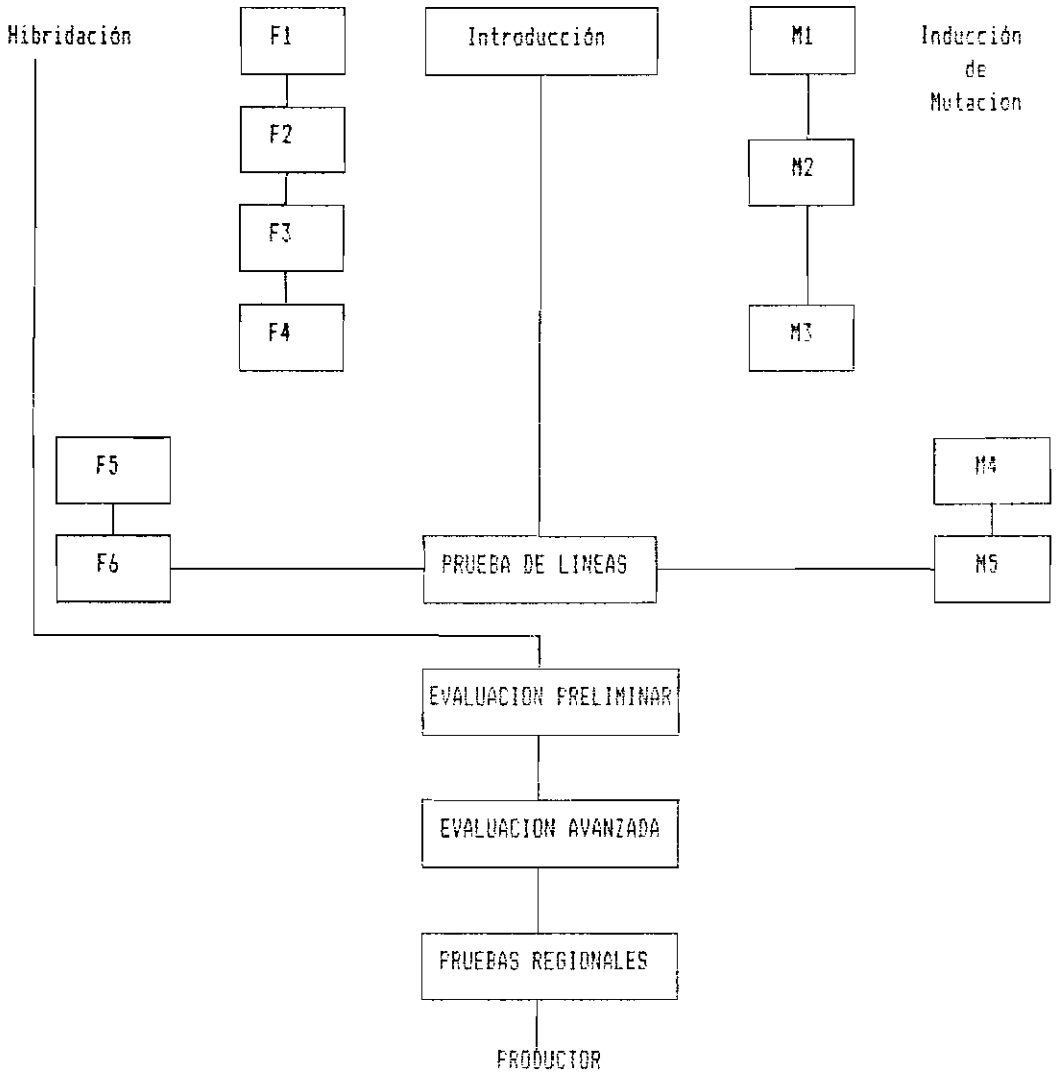 Hibridación
F1
Introducción
M1
Inducción
de
Mutacion
F2
M2
F3
F4
M3
F5
M4
F6
PRUEBA DE LINEAS
M5
EVALUACION PRELIMINAR
EVALUACION AVANZADA
PRUEBAS REGIONALES
PRODUCTOR